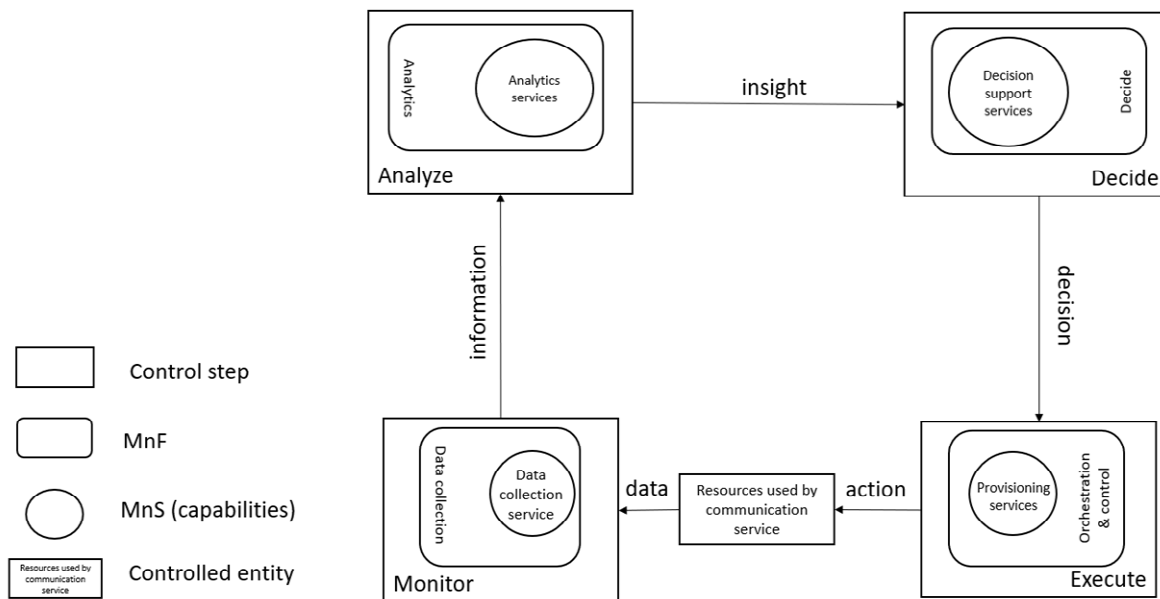 Analytics
Analytics
services
Analyze
insight
Decision
support
services
Decide
Decide
information
decision
Control step
MnF
MnS (capabilities)
Resources used by
communication
service
Controlled entity
Data collection
Data
collection
service
Monitor
data
Resources used by
communication
service
action
Provisioning
services
Orchestration
& control
Execute